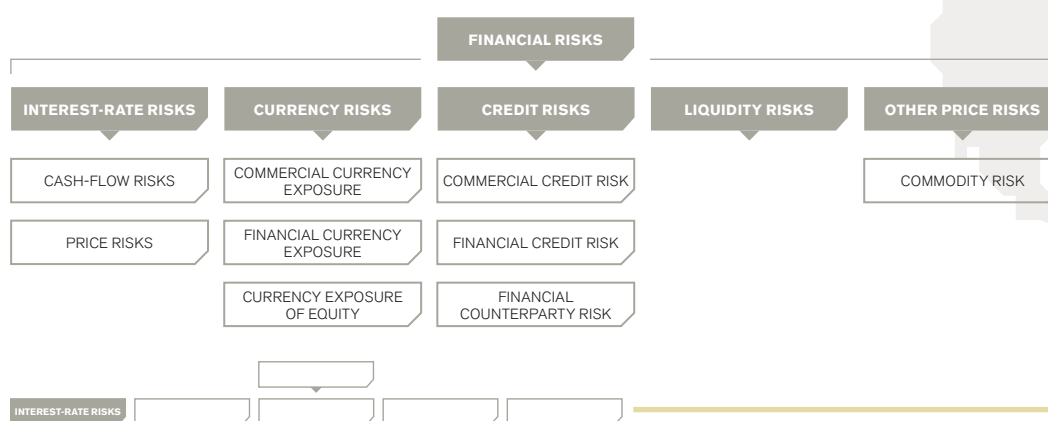 FINANCIAL RISKS
INTEREST-RATE RISKS
CURRENCY RISKS
CREDIT RISKS
LIQUIDITY RISKS
OTHER PRICE RISKS
CASH-FLOW RISKS
COMMERCIAL CURRENCY
EXPOSURE
COMMERCIAL CREDIT RISK
COMMODITY RISK
PRICE RISKS
FINANCIAL CURRENCY
EXPOSURE
FINANCIAL CREDIT RISK
CURRENCY EXPOSURE
OF EQUITY
FINANCIAL
COUNTERPARTY RISK
INTEREST-RATE RISKS